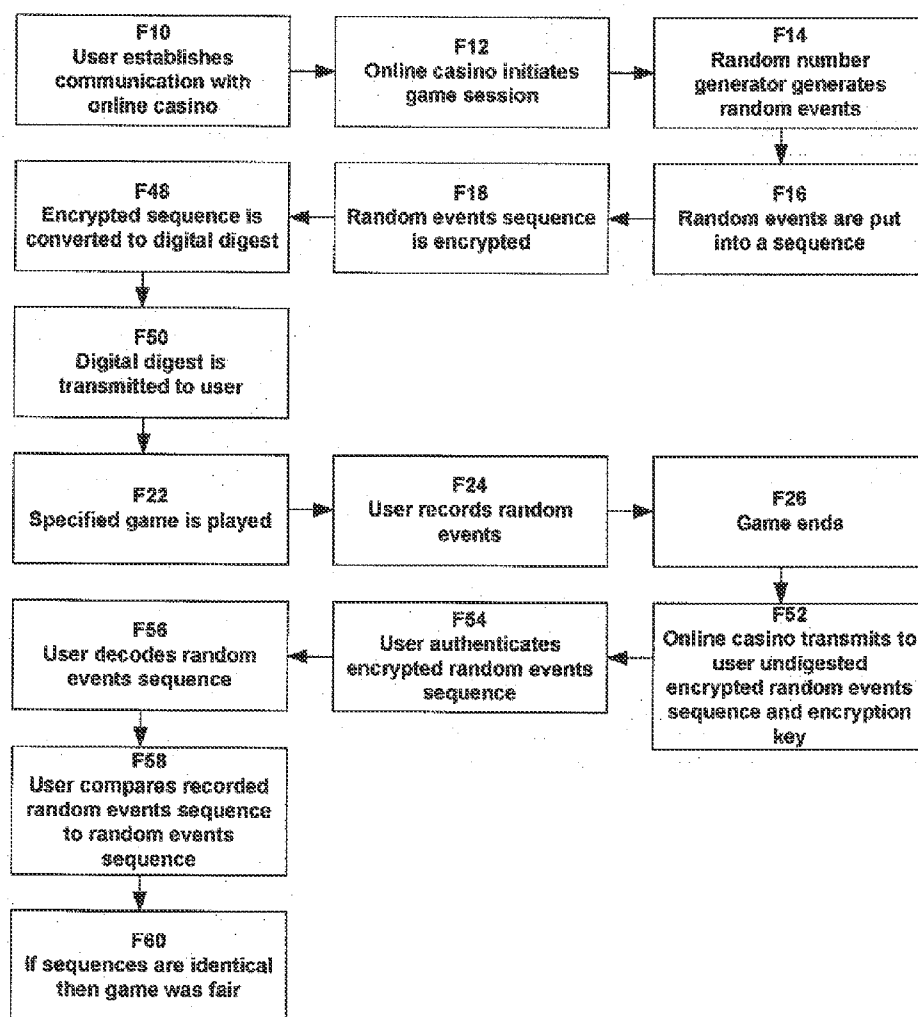 F10
User establishes
communication with
online casino
F12
Online casino initiates
game session
F14
Random number
generator generates
random events
F16
Random events are put
into a sequence
F18
Random events sequence
is encrypted
F48
Encrypted sequence is
converted to digital digest
F50
Digital digest is
transmitted to user
F22
Specified game is played
F24
User records random
events
F26
Game ends
F52
Online casino transmits to
user undigested
encrypted random events
sequence and encryption
key
F54
User authenticates
encrypted random events
sequence
F56
User decodes random
events sequence
F58
User compares recorded
random events sequence
to random events
sequence
F60
If sequences are identical
then game was fair